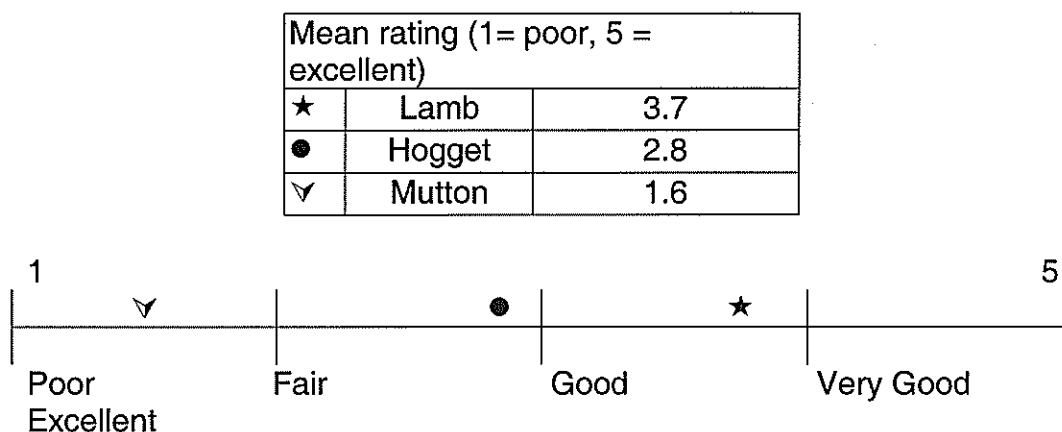 Mean rating (1= poor, 5 =
excellent)
★ Lamb 3.7
● Hogget 2.8
⮛ Mutton 1.6
1 5
Poor Fair Good Very Good
Excellent